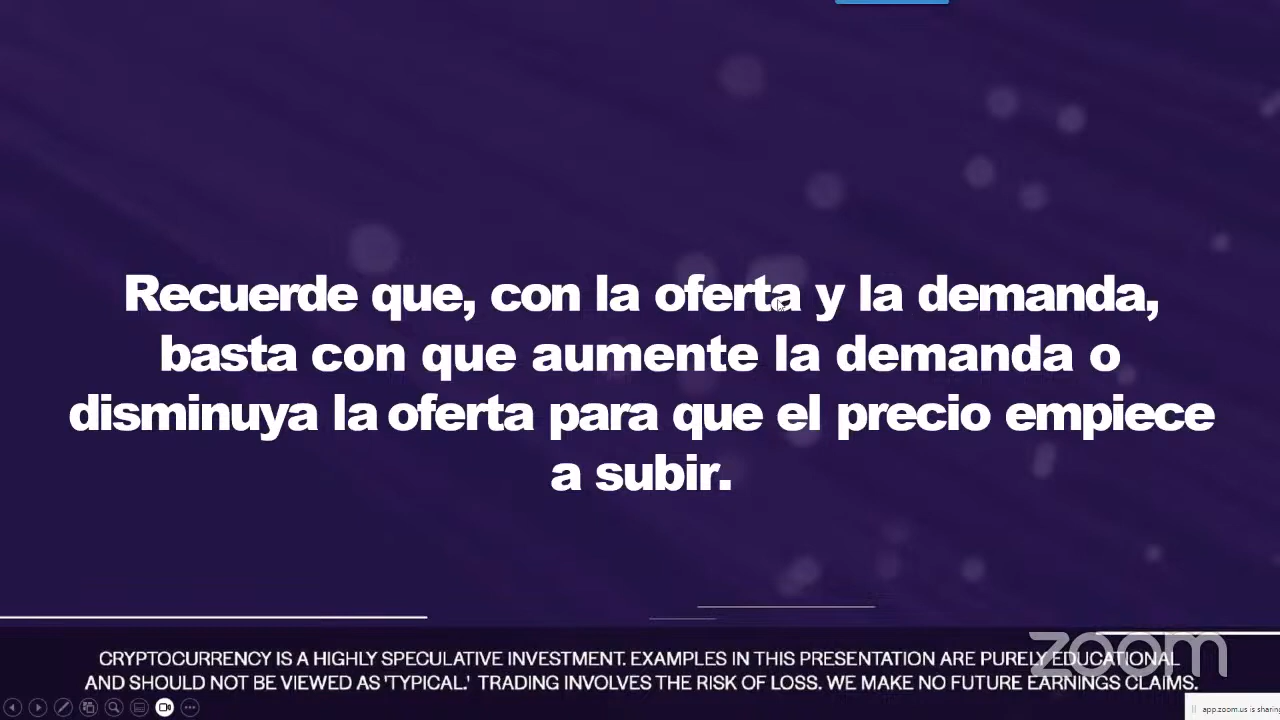 Recuerde que, con la oferta y la demanda,
basta con que aumente la demanda o
disminuya la oferta para que el precio empiece
a subir.
CRYPTOCURRENCY IS A HIGHLY SPECULATIVE INVESTMENT. EXAMPLES IN THIS PRESENTATION ARE PURELY EDUCATIONAL
AND SHOULD NOT BE VIEWED AS 'TYPICAL.' TRADING INVOLVES THE RISK OF LOSS. WE MAKE NO FUTURE EARNINGS CLAIMS.
zoom
app.zoom.us is sharing